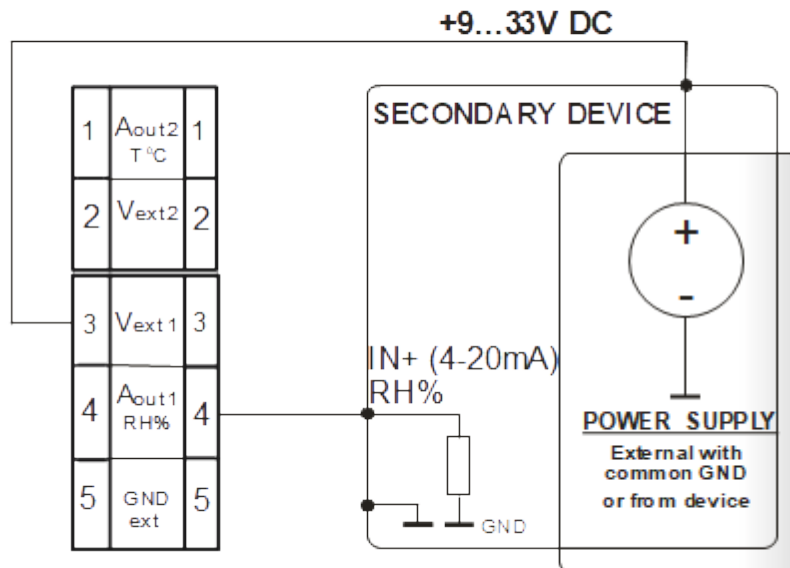 +9...33V DC
SECONDARY DEVICE
1 Aout2 1
T°C
2 Vext2 2
+
-
3 Vext1 3
IN+ (4-20mA)
RH%
4 Aout1 4
RH%
POWER SUPPLY
External with
common GND
or from device
5 GND 5
ext
GND